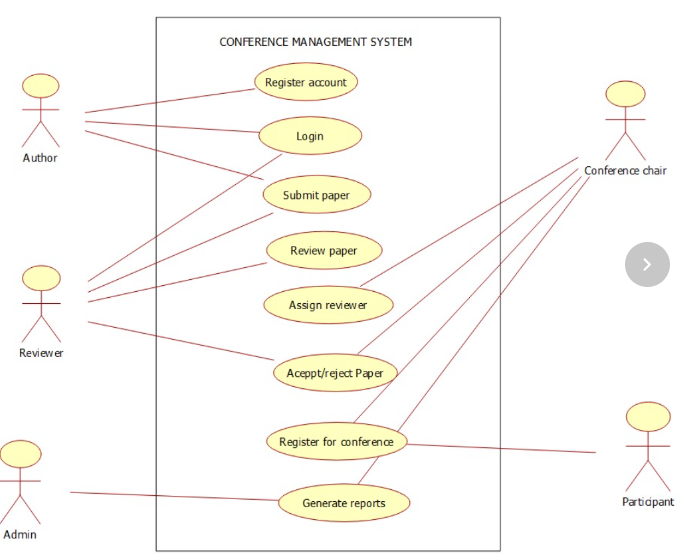 CONFERENCE MANAGEMENT SYSTEM
Register account
Login
Author
Conference chair
Submit paper
Review paper
Assign reviewer
Reviewer
Aceppt/reject Paper
Register for conference
Participant
Generate reports
Admin